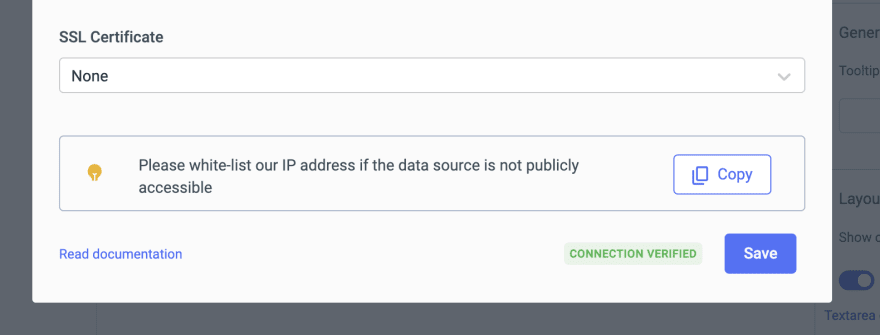 SSL Certificate
None
Please white-list our IP address if the data source is not publicly
accessible
Copy
Read documentation
CONNECTION VERIFIED
Save
Gener
Tooltip
Layou
Show
Textarea